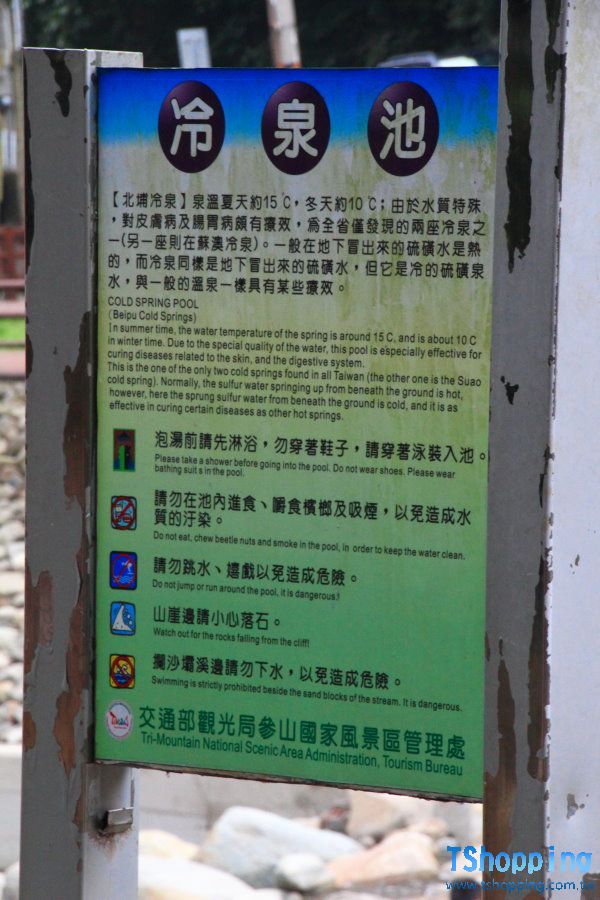 冷泉池
【北埔冷泉】泉溫夏天約15℃,冬天約10℃;由於水質特殊
,對皮膚病及腸胃病頗有療效,為全省僅發現的兩座冷泉之
一(另一座則在蘇澳冷泉)。一般在地下冒出來的硫磺水是熱
的,而冷泉同樣是地下冒出來的硫磺水,但它是冷的硫磺泉
水,與一般的溫泉一樣具有某些療效。
COLD SPRING POOL
(Beipu Cold Springs)
In summer time, the water temperature of the spring is around 15 C, and is about 10 C
in winter time. Due to the special quality of the water, this pool is especially effective for
curing diseases related to the skin, and the digestive system.
This is the one of the only two cold springs found in all Taiwan (the other one is the Suao
cold spring). Normally, the sulfur water springing up from beneath the ground is hot,
however, here the sprung sulfur water from beneath the ground is cold, and it is as
effective in curing certain diseases as other hot springs.
泡湯前請先淋浴,勿穿著鞋子,請穿著泳裝入池。
Please take a shower before going into the pool. Do not wear shoes. Please wear
bathing suit s in the pool.
請勿在池內進食、嚼食檳榔及吸煙,以免造成水
質的汙染。
Do not eat, chew beetle nuts and smoke in the pool, in order to keep the water clean.
請勿跳水、嬉戲以免造成危險。
Do not jump or run around the pool, it is dangerous.!
山崖邊請小心落石。
Watch out for the rocks falling from the cliff!
攔沙壩溪邊請勿下水,以免造成危險。
Swimming is strictly prohibited beside the sand blocks of the stream. It is dangerous.
交通部觀光局參山國家風景區管理處
Tri-Mountain National Scenic Area Administration, Tourism Bureau
TShopping
www.tshopping.com.tw